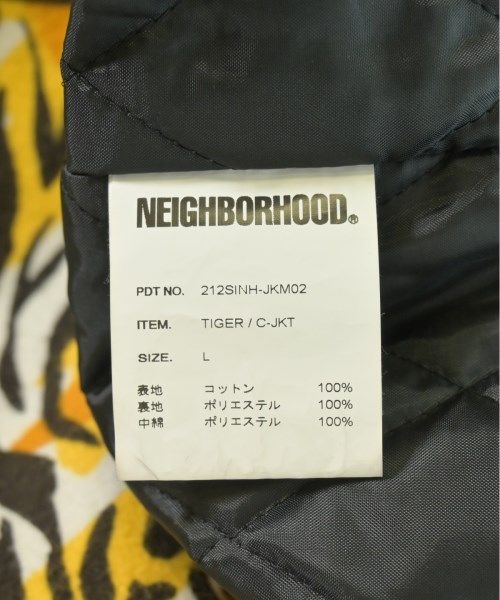 NEIGHBORHOOD®
PDT NO. 212SINH-JKM02
ITEM. TIGER / C-JKT
SIZE. L
表地 コットン 100%
裏地 ポリエステル 100%
中綿 ポリエステル 100%